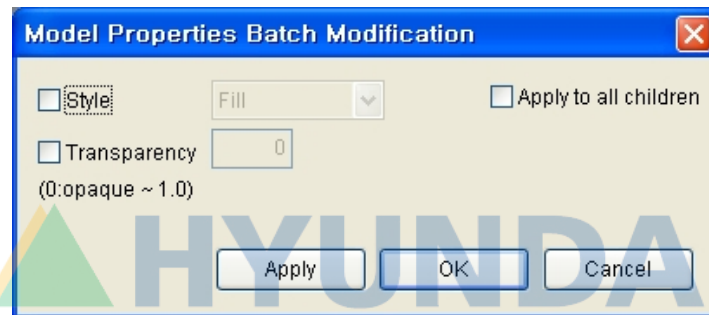 Model Properties Batch Modification
Style Fill Apply to all children
Transparency 0
(0:opaque ~ 1.0)
HYUNDA
Apply OK Cancel